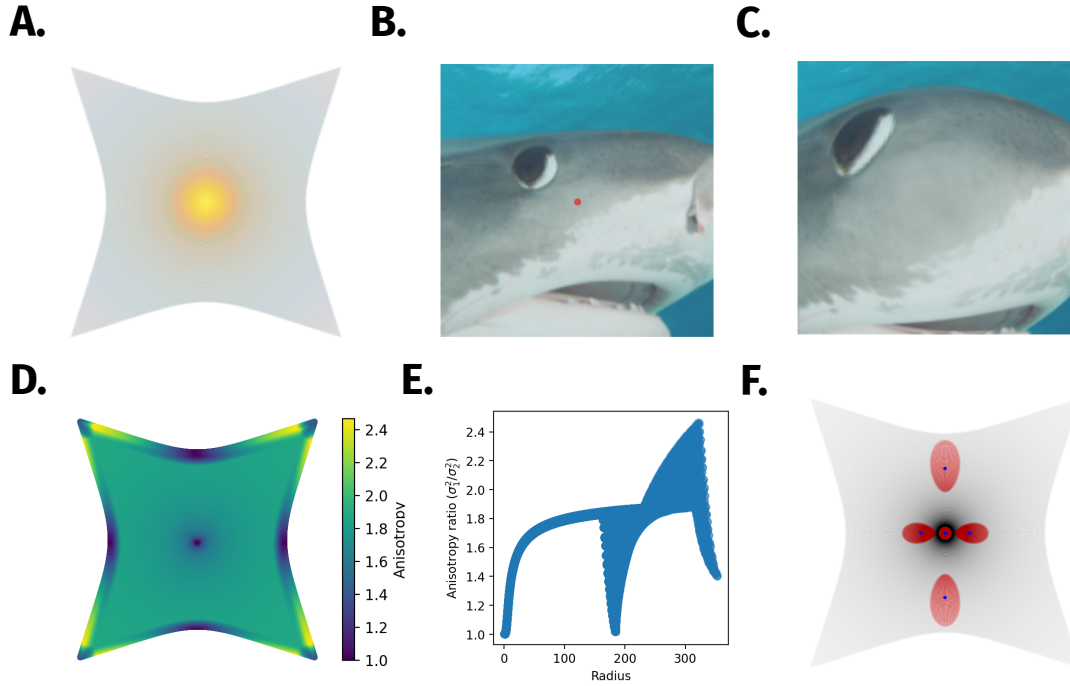 A.
B.
C.
D.
2.4
2.2
2.0
1.8
1.6
1.4
1.2
1.0
Anisotropy
E.
2.4
2.2
2.0
1.8
1.6
1.4
1.2
1.0
Anisotropy ratio (σ₁²/σ₂²)
0 100 200 300
Radius
F.